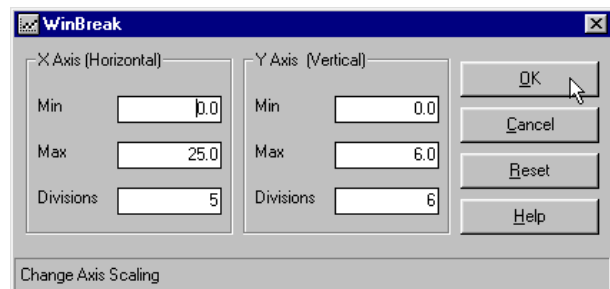 WinBreak
X Axis (Horizontal)
Min 0.0
Max 25.0
Divisions 5
Y Axis (Vertical)
Min 0.0
Max 6.0
Divisions 6
OK
Cancel
Reset
Help
Change Axis Scaling